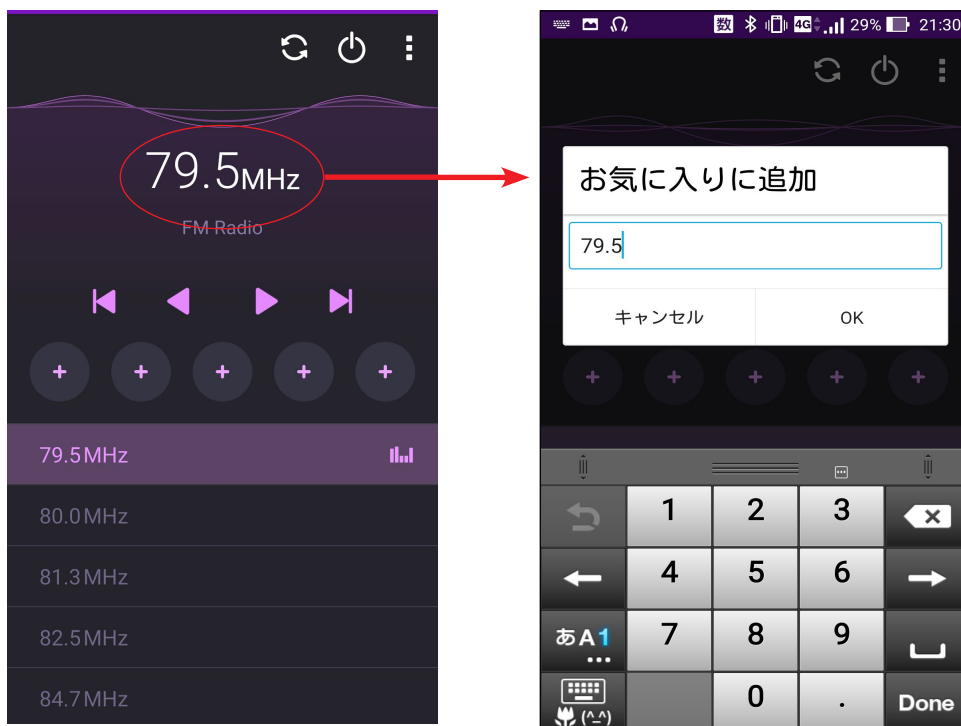 79.5MHz
FM Radio
79.5MHz
80.0MHz
81.3MHz
82.5MHz
84.7MHz
数 4G 29% 21:30
お気に入りに追加
79.5
キャンセル OK
1 2 3
4 5 6
あA1 7 8 9
(^_^) 0 . Done